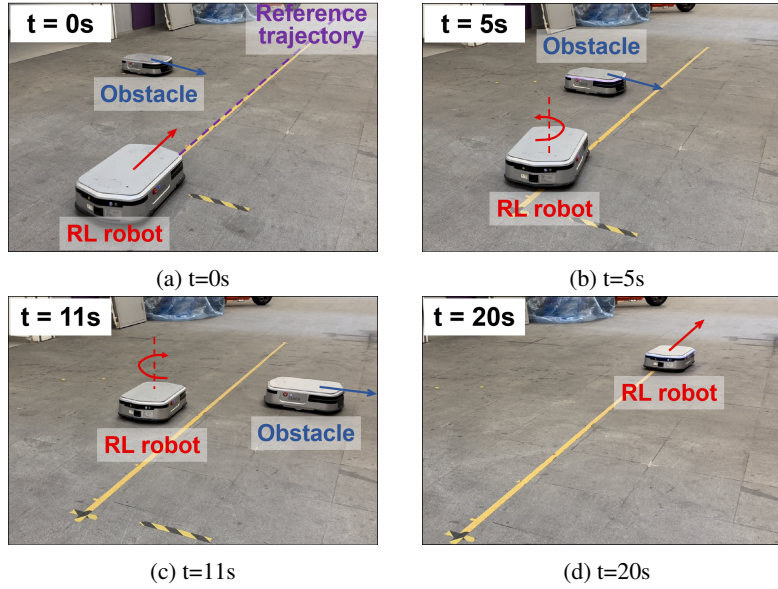 t = 0s
Reference
trajectory
Obstacle
RL robot
(a) t=0s
t = 5s
Obstacle
RL robot
(b) t=5s
t = 11s
RL robot
Obstacle
(c) t=11s
t = 20s
RL robot
(d) t=20s